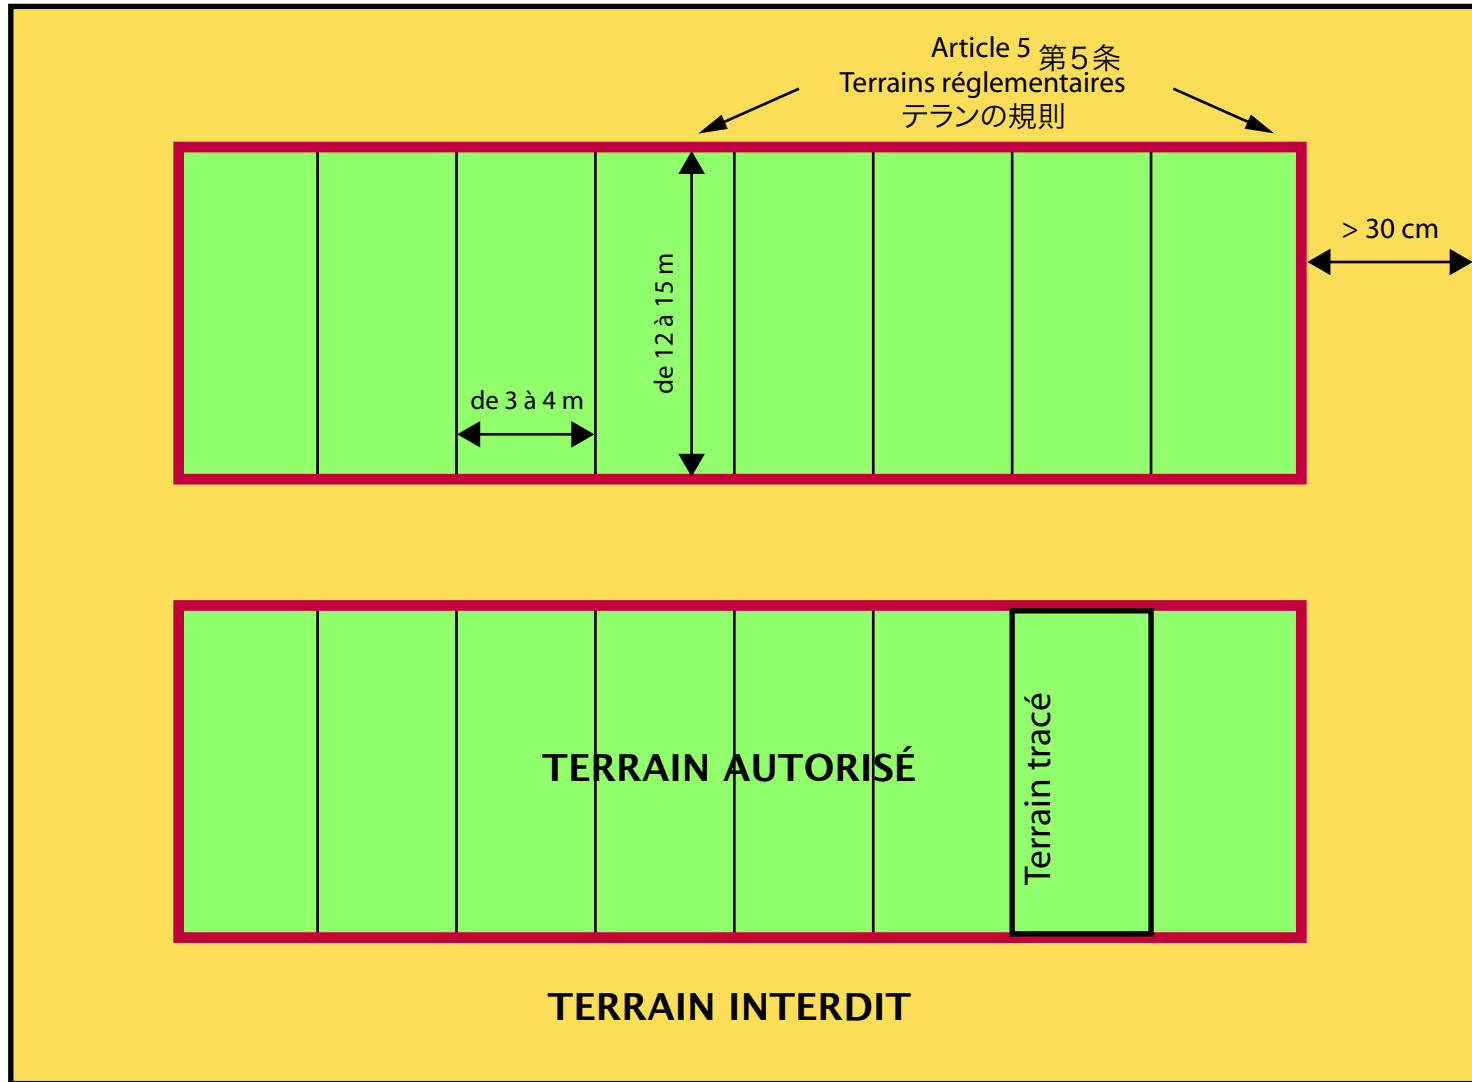 Article 5 第5条
Terrains réglementaires
テランの規則
> 30 cm
de 12 à 15 m
de 3 à 4 m
Terrain tracé
TERRAIN AUTORISÉ
TERRAIN INTERDIT